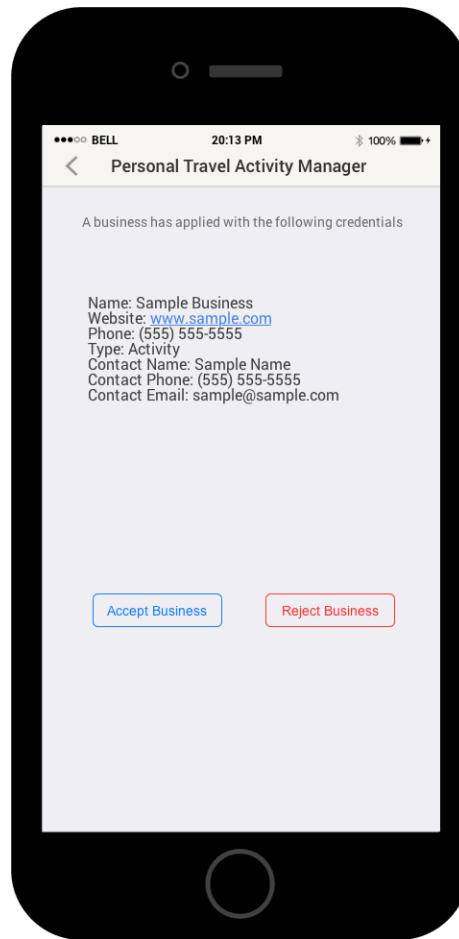 BELL 20:13 PM 100%
Personal Travel Activity Manager
A business has applied with the following credentials
Name: Sample Business
Website: www.sample.com
Phone: (555) 555-5555
Type: Activity
Contact Name: Sample Name
Contact Phone: (555) 555-5555
Contact Email: sample@sample.com
Accept Business Reject Business